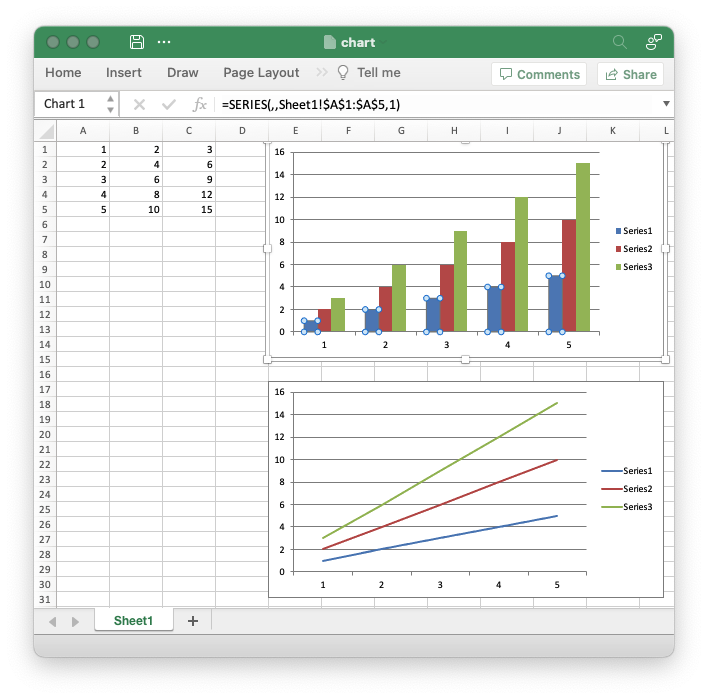 chart
Home Insert Draw Page Layout Tell me Comments Share
Chart 1 fx =SERIES(,,Sheet1!$A$1:$A$5,1)
A B C D E F G H I J K L
1 1 2 3
2 2 4 6
3 3 6 9
4 4 8 12
5 5 10 15
6
7
8
9
10
11
12
13
14
15
16
17
18
19
20
21
22
23
24
25
26
27
28
29
30
31
16
14
12
10
8
6
4
2
0
1 2 3 4 5
Series1
Series2
Series3
16
14
12
10
8
6
4
2
0
1 2 3 4 5
Series1
Series2
Series3
Sheet1